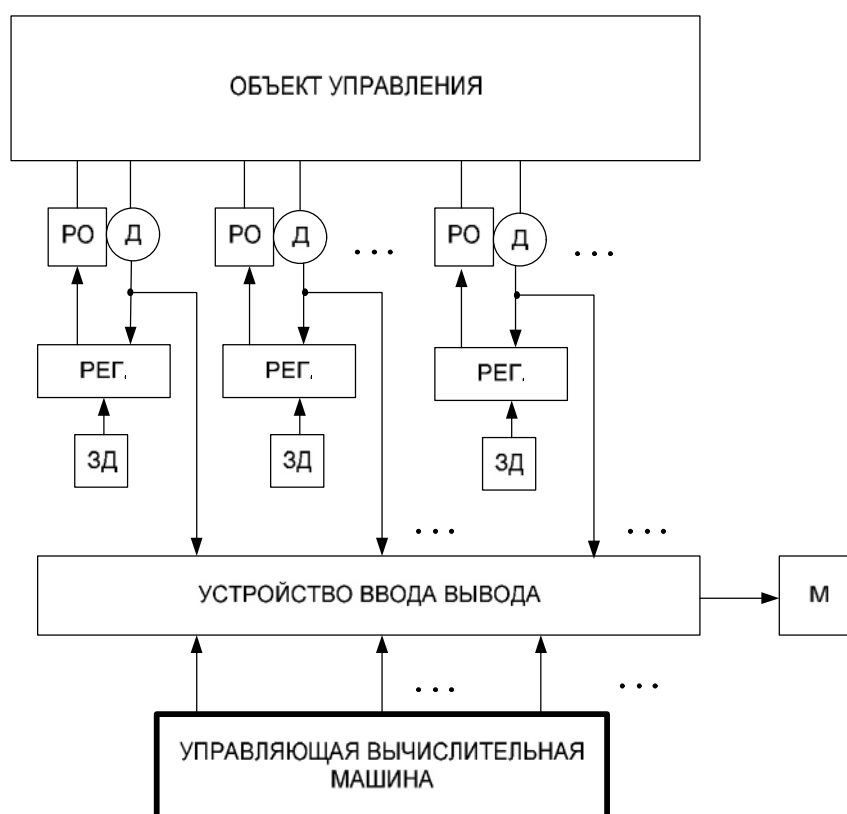 ОБЪЕКТ УПРАВЛЕНИЯ
РО Д РО Д ... РО Д ...
РЕГ. РЕГ. РЕГ.
ЗД ЗД ЗД
... ...
УСТРОЙСТВО ВВОДА ВЫВОДА М
... ...
УПРАВЛЯЮЩАЯ ВЫЧИСЛИТЕЛЬНАЯ
МАШИНА